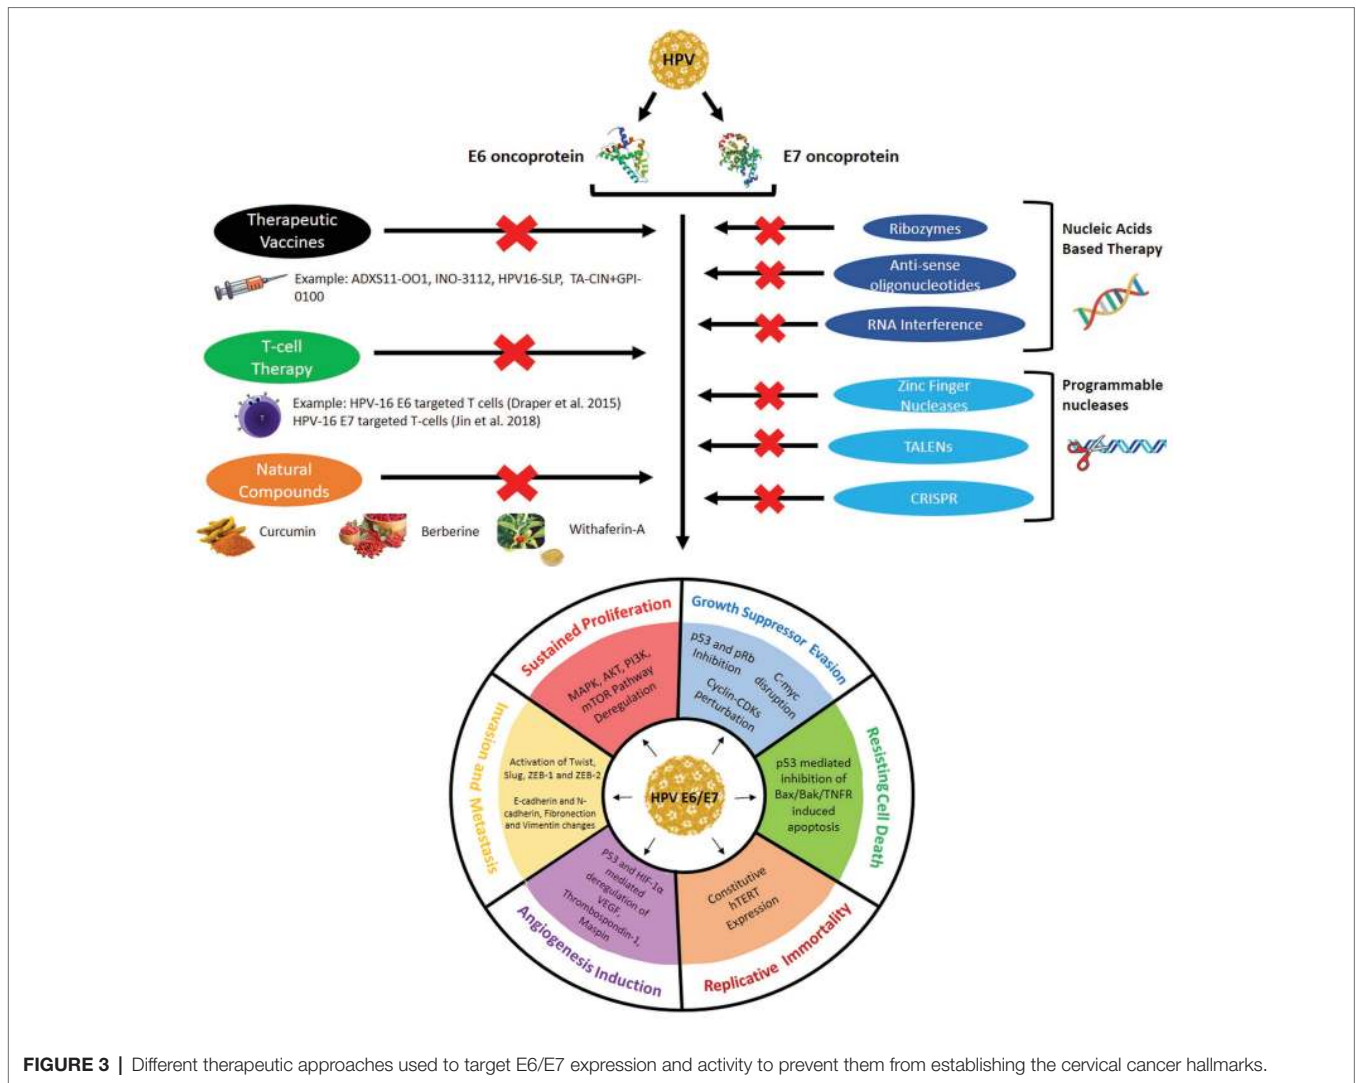 HPV
E6 oncoprotein
E7 oncoprotein
Therapeutic
Vaccines
Example: ADXS11-OO1, INO-3112, HPV16-SLP, TA-CIN+GPI-
0100
T-cell
Therapy
Example: HPV-16 E6 targeted T cells (Draper et al. 2015)
HPV-16 E7 targeted T-cells (Jin et al. 2018)
Natural
Compounds
Curcumin
Berberine
Withaferin-A
Ribozymes
Anti-sense
oligonucleotides
RNA Interference
Nucleic Acids
Based Therapy
Zinc Finger
Nucleases
TALENs
CRISPR
Programmable
nucleases
Sustained Proliferation
MAPK, AKT, PI3K,
mTOR Pathway
Deregulation
Growth Suppressor Evasion
p53 and pRb
Inhibition
C-myc
disruption
Cyclin-CDKs
perturbation
Resisting Cell Death
p53 mediated
inhibition of
Bax/Bak/TNFR
induced
apoptosis
Replicative Immortality
Constitutive
hTERT
Expression
Angiogenesis Induction
P53 and HIF-1α
mediated
deregulation of
VEGF,
Thrombospondin-1,
Maspin
Invasion and Metastasis
Activation of Twist,
Slug, ZEB-1 and ZEB-2
E-cadherin and N-
cadherin, Fibronection
and Vimentin changes
HPV E6/E7
FIGURE 3 | Different therapeutic approaches used to target E6/E7 expression and activity to prevent them from establishing the cervical cancer hallmarks.